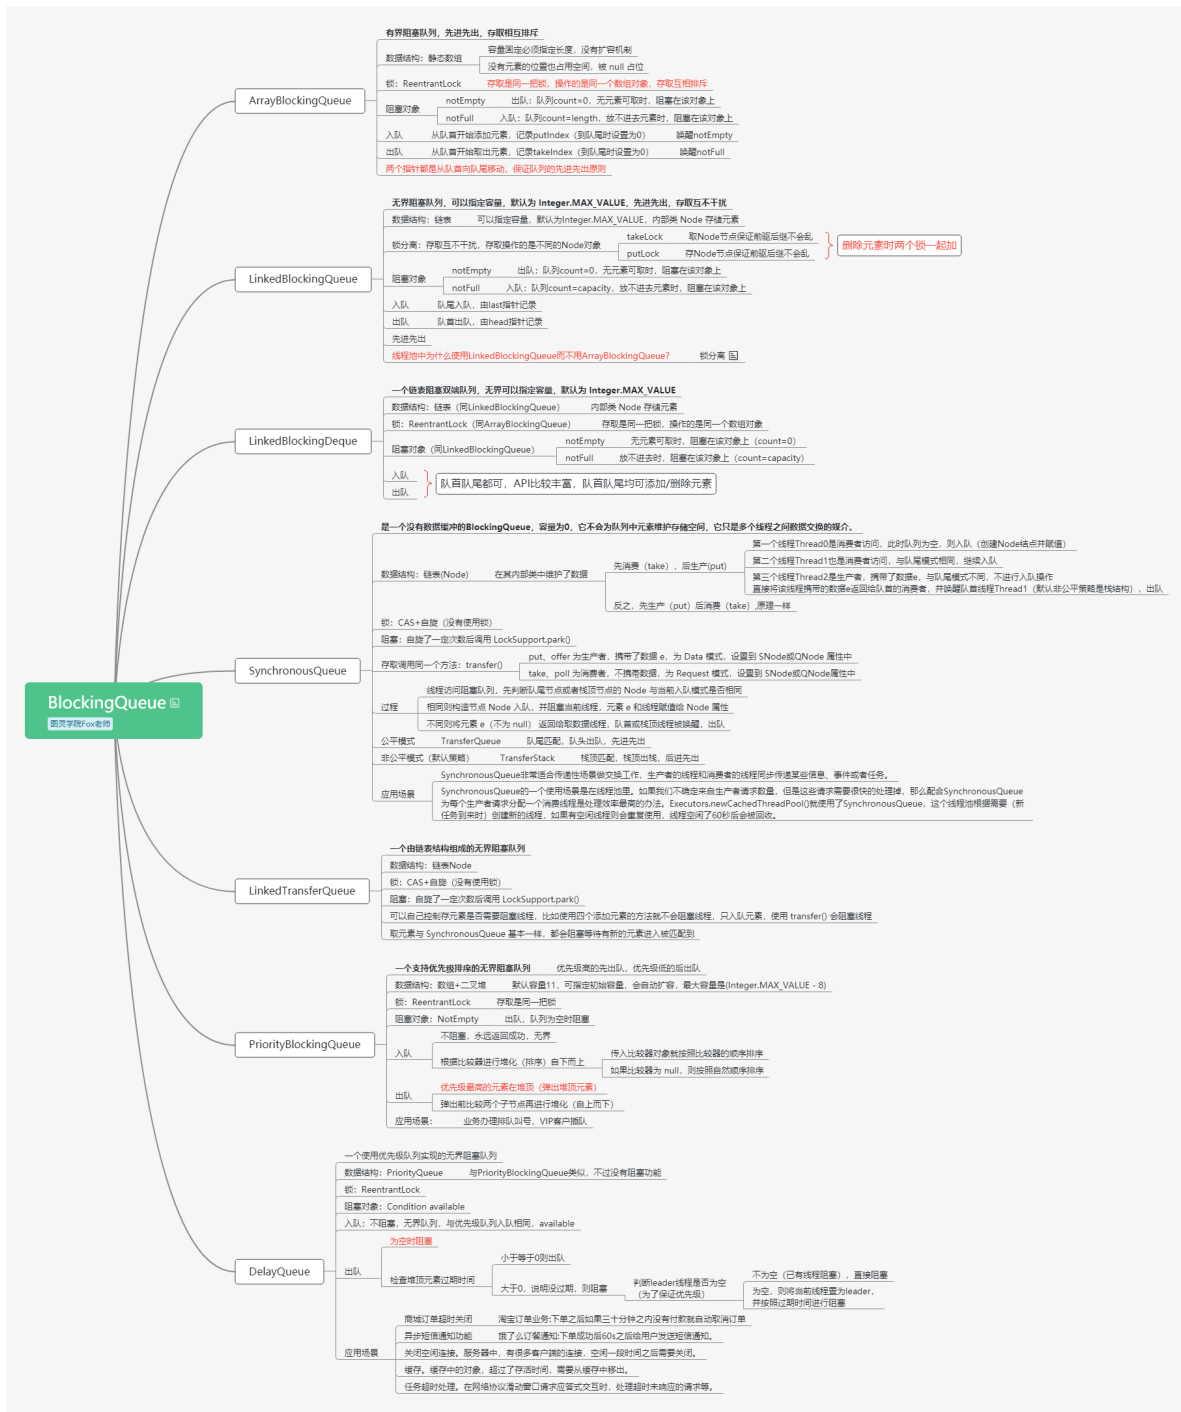 BlockingQueue
图灵学院Fox老师
ArrayBlockingQueue
有界阻塞队列，先进先出，存取相互排斥
数据结构：静态数组
容量固定必须指定长度，没有扩容机制
没有元素的位置也占用空间，被 null 占位
锁：ReentrantLock
存取是同一把锁，操作的是同一个数组对象，存取互相排斥
阻塞对象
notEmpty
出队：队列count=0，无元素可取时，阻塞在该对象上
notFull
入队：队列count=length，放不进去元素时，阻塞在该对象上
入队
从队首开始添加元素，记录putIndex（到队尾时设置为0）
唤醒notEmpty
出队
从队首开始取出元素，记录takeIndex（到队尾时设置为0）
唤醒notFull
两个指针都是从队首向队尾移动，保证队列的先进先出原则
LinkedBlockingQueue
无界阻塞队列，可以指定容量，默认为 Integer.MAX_VALUE，先进先出，存取互不干扰
数据结构：链表
可以指定容量，默认为Integer.MAX_VALUE，内部类 Node 存储元素
锁分离：存取互不干扰，存取操作的是不同的Node对象
takeLock
取Node节点保证前驱后继不会乱
putLock
存Node节点保证前驱后继不会乱
删除元素时两个锁一起加
阻塞对象
notEmpty
出队：队列count=0，无元素可取时，阻塞在该对象上
notFull
入队：队列count=capacity，放不进去元素时，阻塞在该对象上
入队
队尾入队，由last指针记录
出队
队首出队，由head指针记录
先进先出
线程池中为什么使用LinkedBlockingQueue而不用ArrayBlockingQueue?
锁分离
LinkedBlockingDeque
一个链表阻塞双端队列，无界可以指定容量，默认为 Integer.MAX_VALUE
数据结构：链表（同LinkedBlockingQueue）
内部类 Node 存储元素
锁：ReentrantLock（同ArrayBlockingQueue）
存取是同一把锁，操作的是同一个数组对象
阻塞对象（同LinkedBlockingQueue）
notEmpty
无元素可取时，阻塞在该对象上（count=0）
notFull
放不进去时，阻塞在该对象上（count=capacity）
入队
出队
队首队尾都可，API比较丰富，队首队尾均可添加/删除元素
SynchronousQueue
是一个没有数据缓冲的BlockingQueue，容量为0，它不会为队列中元素维护存储空间，它只是多个线程之间数据交换的媒介。
数据结构：链表(Node)
在其内部类中维护了数据
先消费（take），后生产(put)
第一个线程Thread0是消费者访问，此时队列为空，则入队（创建Node结点并赋值）
第二个线程Thread1也是消费者访问，与队尾模式相同，继续入队
第三个线程Thread2是生产者，携带了数据e，与队尾模式不同，不进行入队操作
直接将该线程携带的数据e返回给队首的消费者，并唤醒队首线程Thread1（默认非公平策略是栈结构），出队
反之，先生产（put）后消费（take）,原理一样
锁：CAS+自旋（没有使用锁）
阻塞：自旋了一定次数后调用 LockSupport.park()
存取调用同一个方法：transfer()
put、offer 为生产者，携带了数据 e，为 Data 模式，设置到 SNode或QNode 属性中
take、poll 为消费者，不携带数据，为 Request 模式，设置到 SNode或QNode属性中
过程
线程访问阻塞队列，先判断队尾节点或者栈顶节点的 Node 与当前入队模式是否相同
相同则构造节点 Node 入队，并阻塞当前线程，元素 e 和线程赋值给 Node 属性
不同则将元素 e（不为 null） 返回给取数据线程，队首或栈顶线程被唤醒，出队
公平模式
TransferQueue
队尾匹配，队头出队，先进先出
非公平模式（默认策略）
TransferStack
栈顶匹配，栈顶出栈，后进先出
应用场景
SynchronousQueue非常适合传递性场景做交换工作，生产者的线程和消费者的线程同步传递某些信息、事件或者任务。
SynchronousQueue的一个使用场景是在线程池里。如果我们不确定来自生产者请求数量，但是这些请求需要很快的处理掉，那么配合SynchronousQueue
为每个生产者请求分配一个消费线程是处理效率最高的办法。Executors.newCachedThreadPool()就使用了SynchronousQueue，这个线程池根据需要（新
任务到来时）创建新的线程，如果有空闲线程则会重复使用，线程空闲了60秒后会被回收。
LinkedTransferQueue
一个由链表结构组成的无界阻塞队列
数据结构：链表Node
锁：CAS+自旋（没有使用锁）
阻塞：自旋了一定次数后调用 LockSupport.park()
可以自己控制存元素是否需要阻塞线程，比如使用四个添加元素的方法就不会阻塞线程，只入队元素，使用 transfer() 会阻塞线程
取元素与 SynchronousQueue 基本一样，都会阻塞等待有新的元素进入被匹配到
PriorityBlockingQueue
一个支持优先级排序的无界阻塞队列
优先级高的先出队，优先级低的后出队
数据结构：数组+二叉堆
默认容量11，可指定初始容量，会自动扩容，最大容量是(Integer.MAX_VALUE - 8)
锁：ReentrantLock
存取是同一把锁
阻塞对象：NotEmpty
出队，队列为空时阻塞
入队
不阻塞，永远返回成功，无界
根据比较器进行堆化（排序）自下而上
传入比较器对象就按照比较器的顺序排序
如果比较器为 null，则按照自然顺序排序
出队
优先级最高的元素在堆顶（弹出堆顶元素）
弹出前比较两个子节点再进行堆化（自上而下）
应用场景：
业务办理排队叫号，VIP客户插队
DelayQueue
一个使用优先级队列实现的无界阻塞队列
数据结构：PriorityQueue
与PriorityBlockingQueue类似，不过没有阻塞功能
锁：ReentrantLock
阻塞对象：Condition available
入队：不阻塞，无界队列，与优先级队列入队相同，available
出队
为空时阻塞
检查堆顶元素过期时间
小于等于0则出队
大于0，说明没过期，则阻塞
判断leader线程是否为空
（为了保证优先级）
不为空（已有线程阻塞），直接阻塞
为空，则将当前线程置为leader，
并按照过期时间进行阻塞
应用场景
商城订单超时关闭
淘宝订单业务:下单之后如果三十分钟之内没有付款就自动取消订单
异步短信通知功能
饿了么订餐通知:下单成功后60s之后给用户发送短信通知。
关闭空闲连接。服务器中，有很多客户端的连接，空闲一段时间之后需要关闭。
缓存。缓存中的对象，超过了存活时间，需要从缓存中移出。
任务超时处理。在网络协议滑动窗口请求应答式交互时，处理超时未响应的请求等。